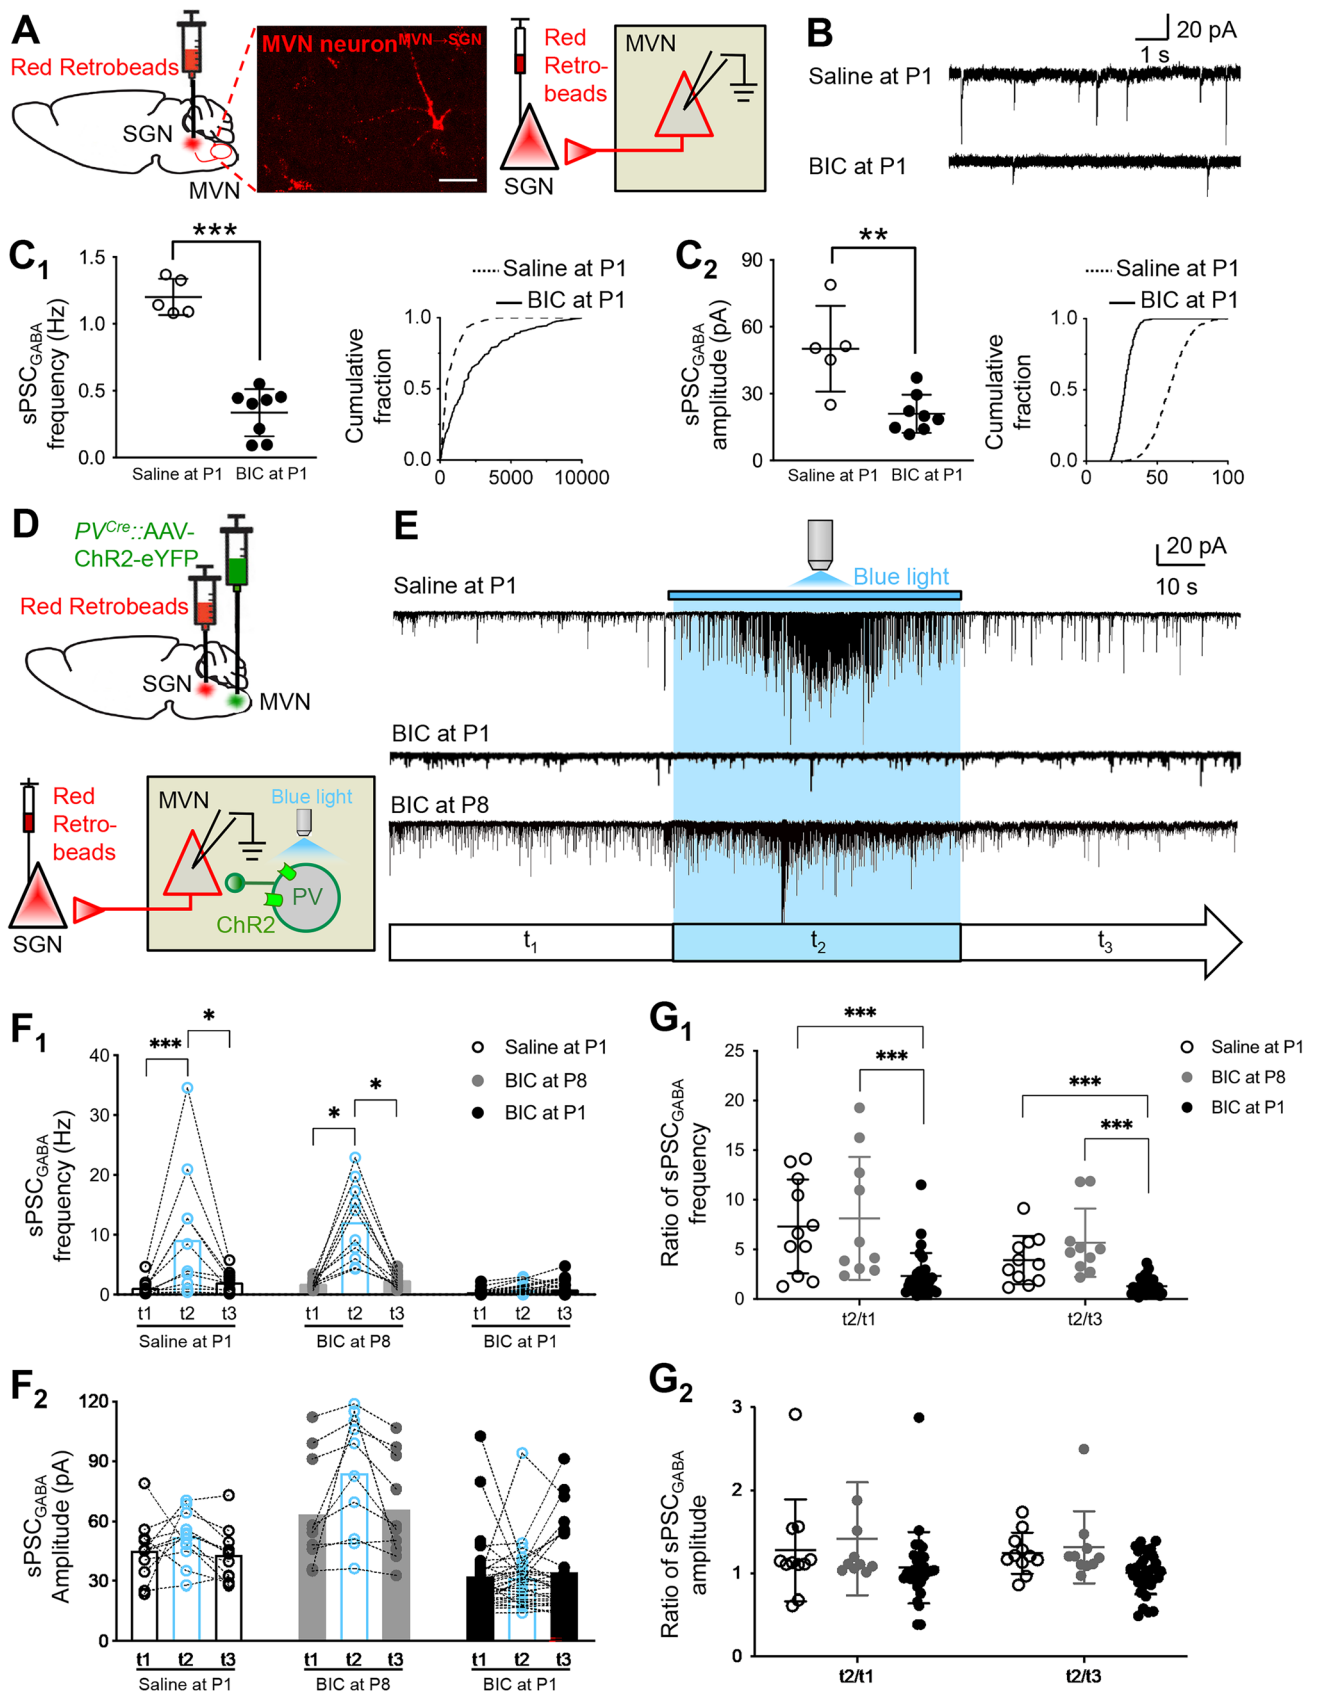 A
Red Retrobeads
SGN
MVN
MVN neuron^MVN→SGN
Red
Retro-
beads
SGN
MVN
B
20 pA
1 s
Saline at P1
BIC at P1
C1
***
1.5
1.0
0.5
0.0
sPSC_GABA
frequency (Hz)
Saline at P1
BIC at P1
Saline at P1
BIC at P1
1.0
0.5
0.0
Cumulative
fraction
0
5000
10000
C2
**
90
60
30
0
sPSC_GABA
amplitude (pA)
Saline at P1
BIC at P1
Saline at P1
BIC at P1
1.0
0.5
0.0
Cumulative
fraction
0
50
100
D
PV^Cre::AAV-
ChR2-eYFP
Red Retrobeads
SGN
MVN
Red
Retro-
beads
SGN
MVN
Blue light
PV
ChR2
E
20 pA
10 s
Blue light
Saline at P1
BIC at P1
BIC at P8
t1
t2
t3
F1
***
*
*
*
40
30
20
10
0
sPSC_GABA
frequency (Hz)
Saline at P1
BIC at P8
BIC at P1
t1 t2 t3
t1 t2 t3
t1 t2 t3
Saline at P1
BIC at P8
BIC at P1
G1
***
***
***
***
25
20
15
10
5
0
Ratio of sPSC_GABA
frequency
Saline at P1
BIC at P8
BIC at P1
t2/t1
t2/t3
F2
120
90
60
30
0
sPSC_GABA
Amplitude (pA)
t1 t2 t3
t1 t2 t3
t1 t2 t3
Saline at P1
BIC at P8
BIC at P1
G2
3
2
1
0
Ratio of sPSC_GABA
amplitude
t2/t1
t2/t3